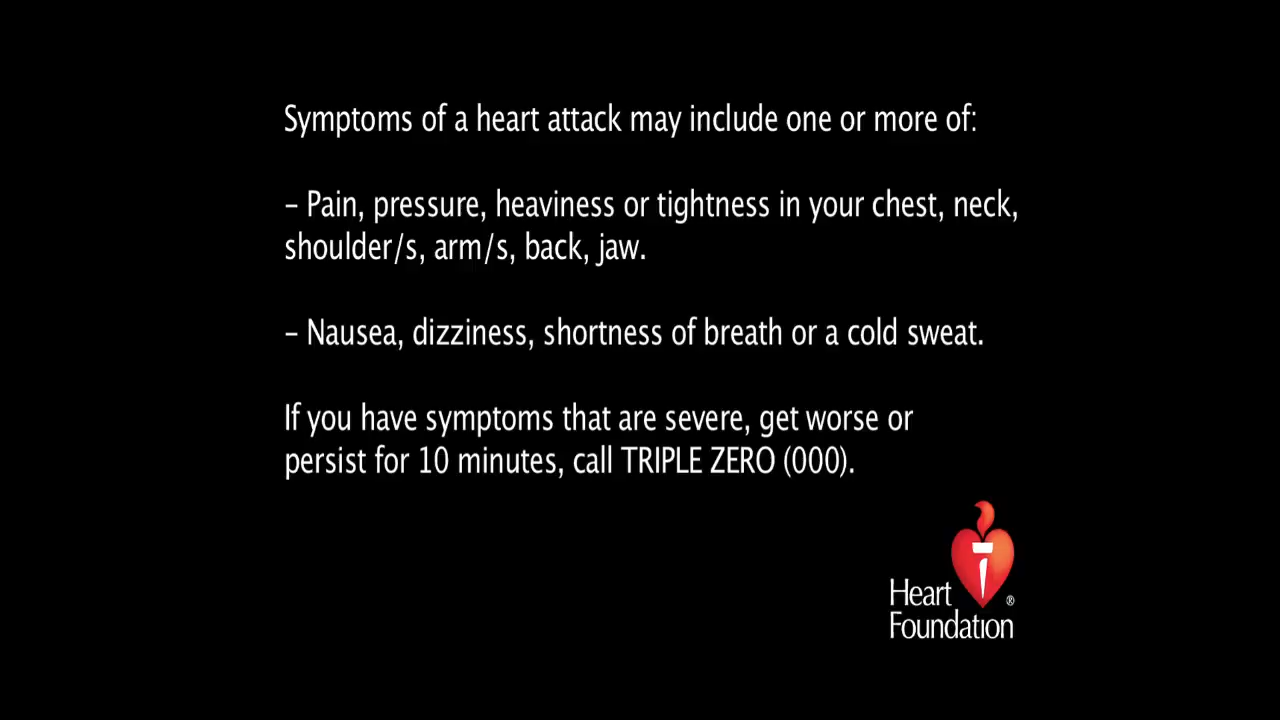 Symptoms of a heart attack may include one or more of:
– Pain, pressure, heaviness or tightness in your chest, neck,
shoulder/s, arm/s, back, jaw.
– Nausea, dizziness, shortness of breath or a cold sweat.
If you have symptoms that are severe, get worse or
persist for 10 minutes, call TRIPLE ZERO (000).
Heart ®
Foundation